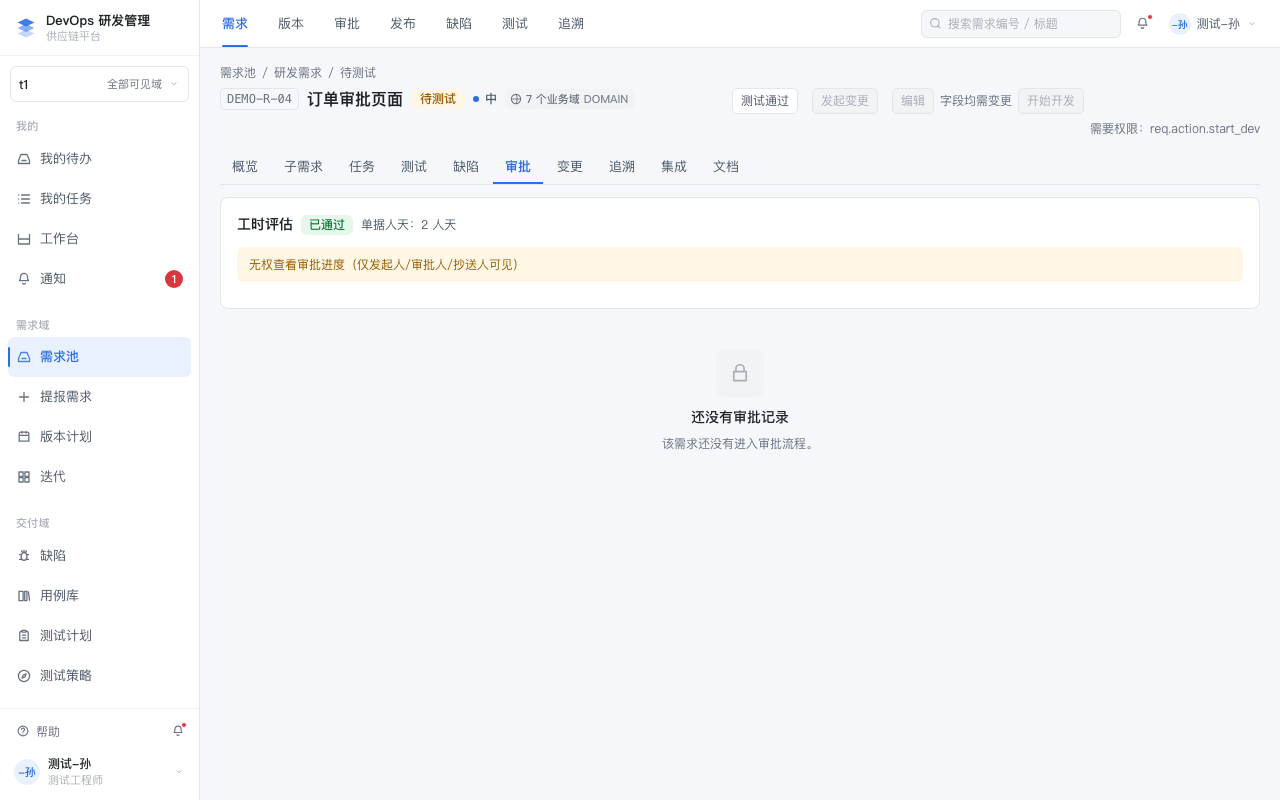 DevOps 研发管理
供应链平台
t1 全部可见域
我的
我的待办
我的任务
工作台
通知 1
需求域
需求池
提报需求
版本计划
迭代
交付域
缺陷
用例库
测试计划
测试策略
帮助
一孙 测试一孙
测试工程师
需求 版本 审批 发布 缺陷 测试 追溯
搜索需求编号 / 标题
一孙 测试一孙
需求池 / 研发需求 / 待测试
DEMO-R-04 订单审批页面 待测试 中 7 个业务域 DOMAIN
测试通过 发起变更 编辑 字段均需变更 开始开发
需要权限：req.action.start_dev
概览 子需求 任务 测试 缺陷 审批 变更 追溯 集成 文档
工时评估 已通过 单据人天：2 人天
无权查看审批进度（仅发起人/审批人/抄送人可见）
还没有审批记录
该需求还没有进入审批流程。